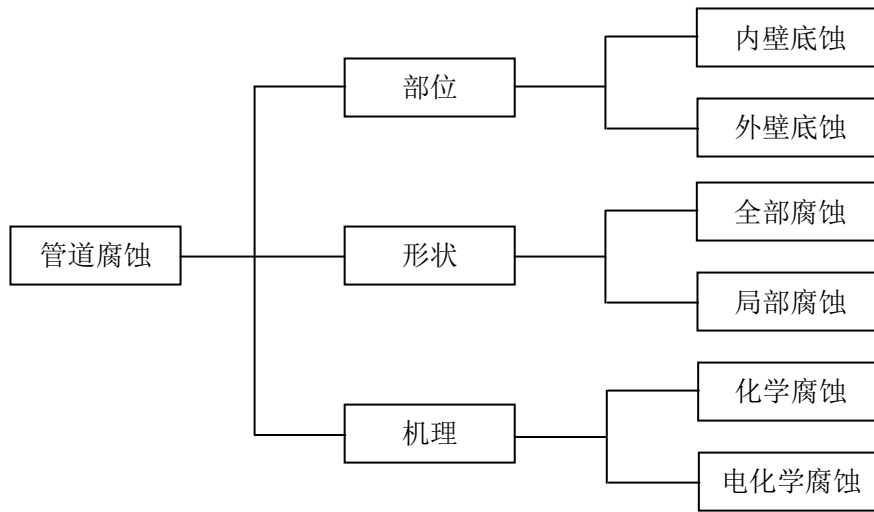 内壁底蚀
部位
外壁底蚀
全部腐蚀
管道腐蚀
形状
局部腐蚀
化学腐蚀
机理
电化学腐蚀